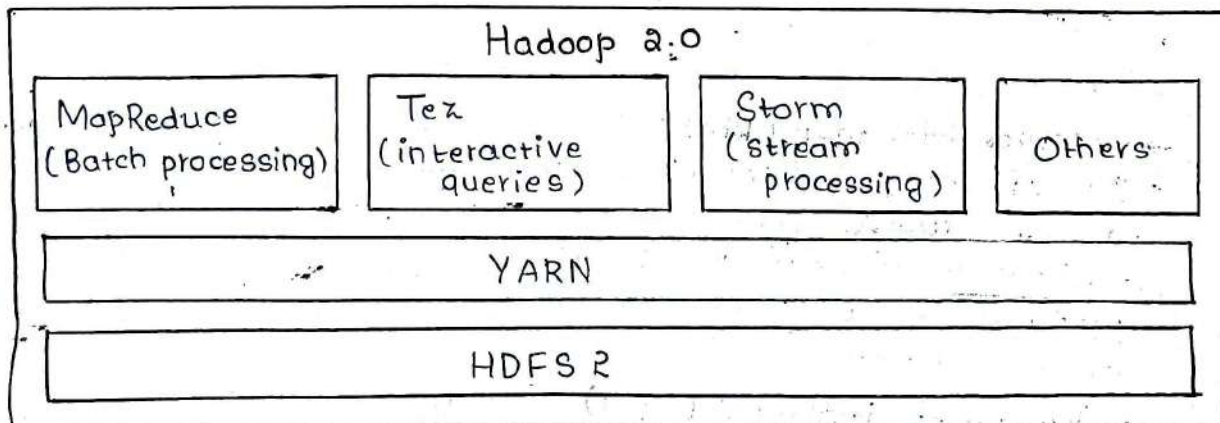 Hadoop 2.0
MapReduce
(Batch processing)
Tez
(interactive
queries)
Storm
(stream
processing)
Others
YARN
HDFS 2